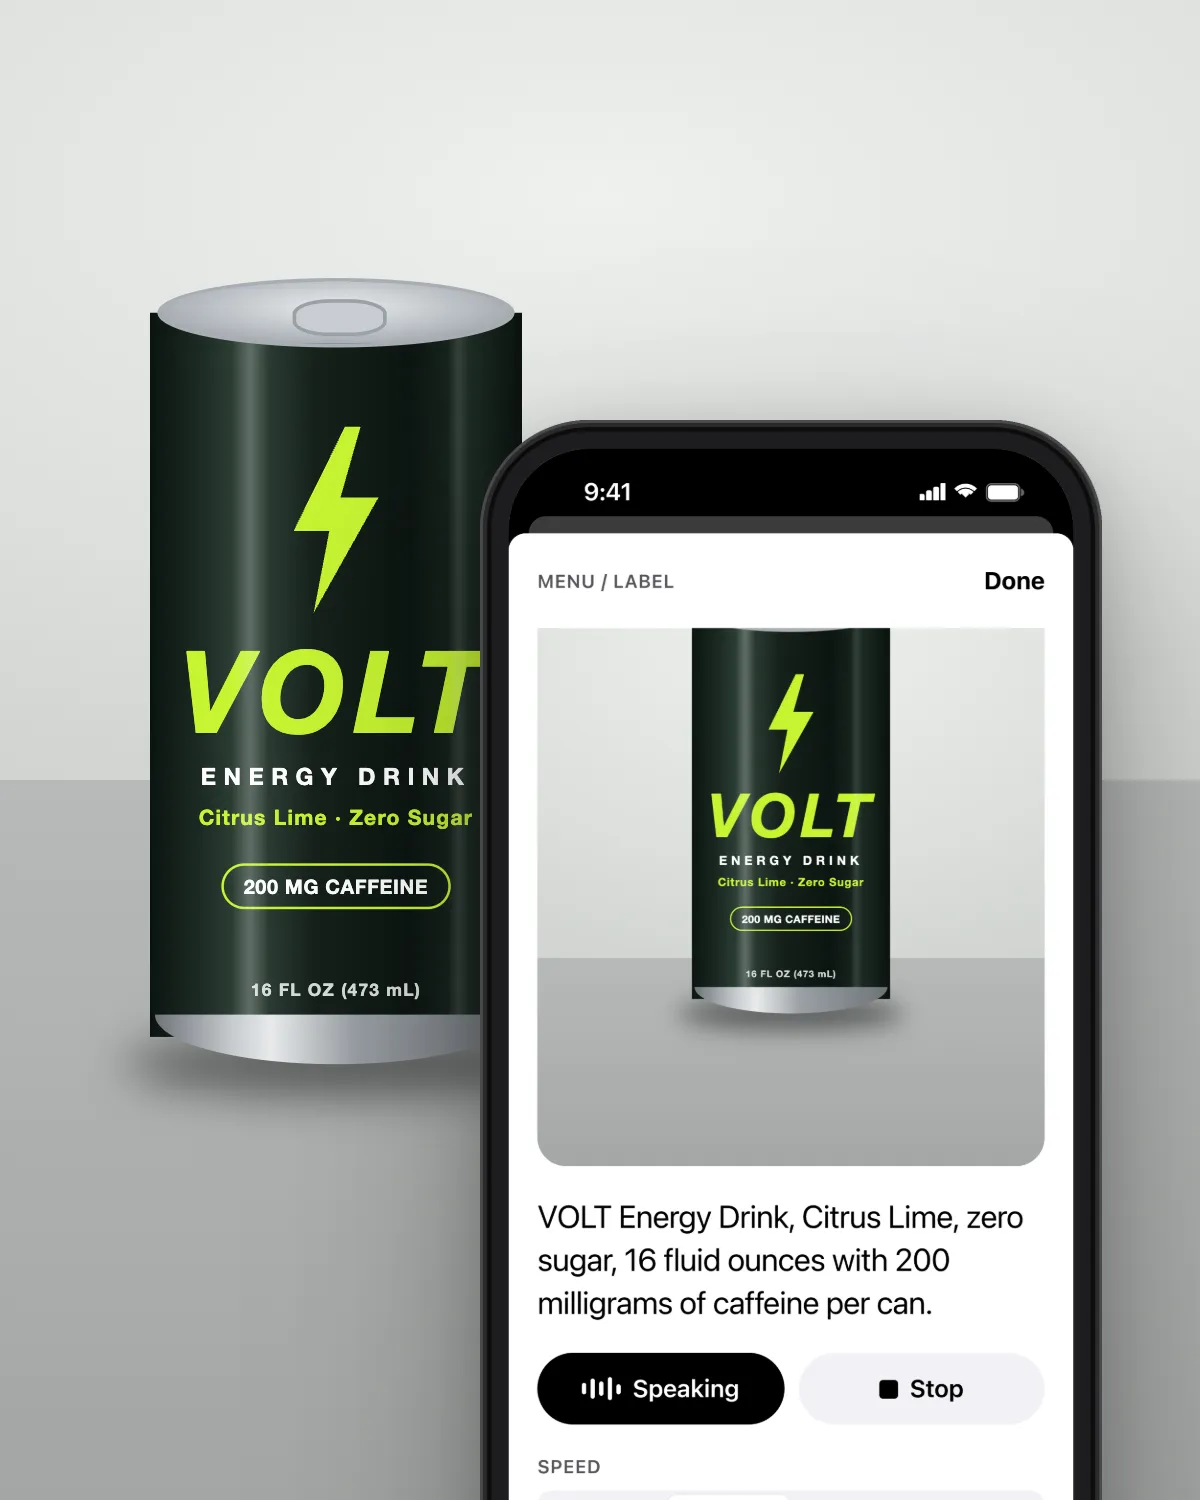 VOLT
ENERGY DRINK
Citrus Lime · Zero Sugar
200 MG CAFFEINE
16 FL OZ (473 mL)
9:41
MENU / LABEL
Done
VOLT
ENERGY DRINK
Citrus Lime · Zero Sugar
200 MG CAFFEINE
16 FL OZ (473 mL)
VOLT Energy Drink, Citrus Lime, zero
sugar, 16 fluid ounces with 200
milligrams of caffeine per can.
Speaking
Stop
SPEED